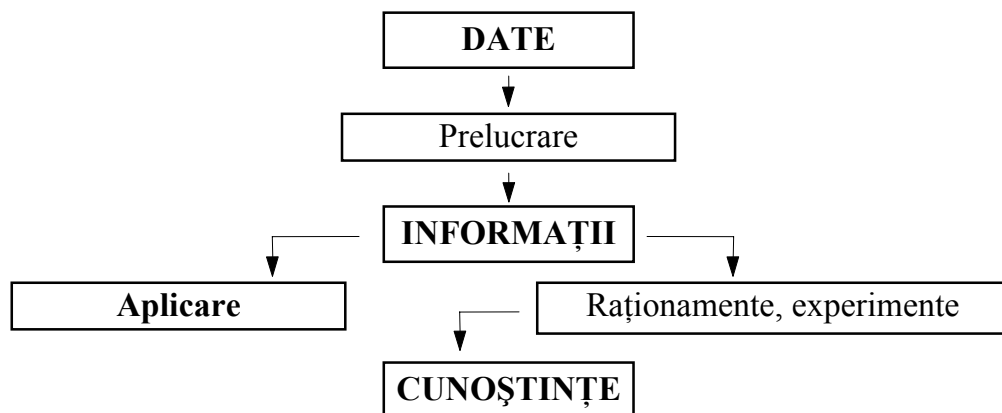 DATE
Prelucrare
INFORMAȚII
Aplicare
Raționamente, experimente
CUNOŞTINȚE